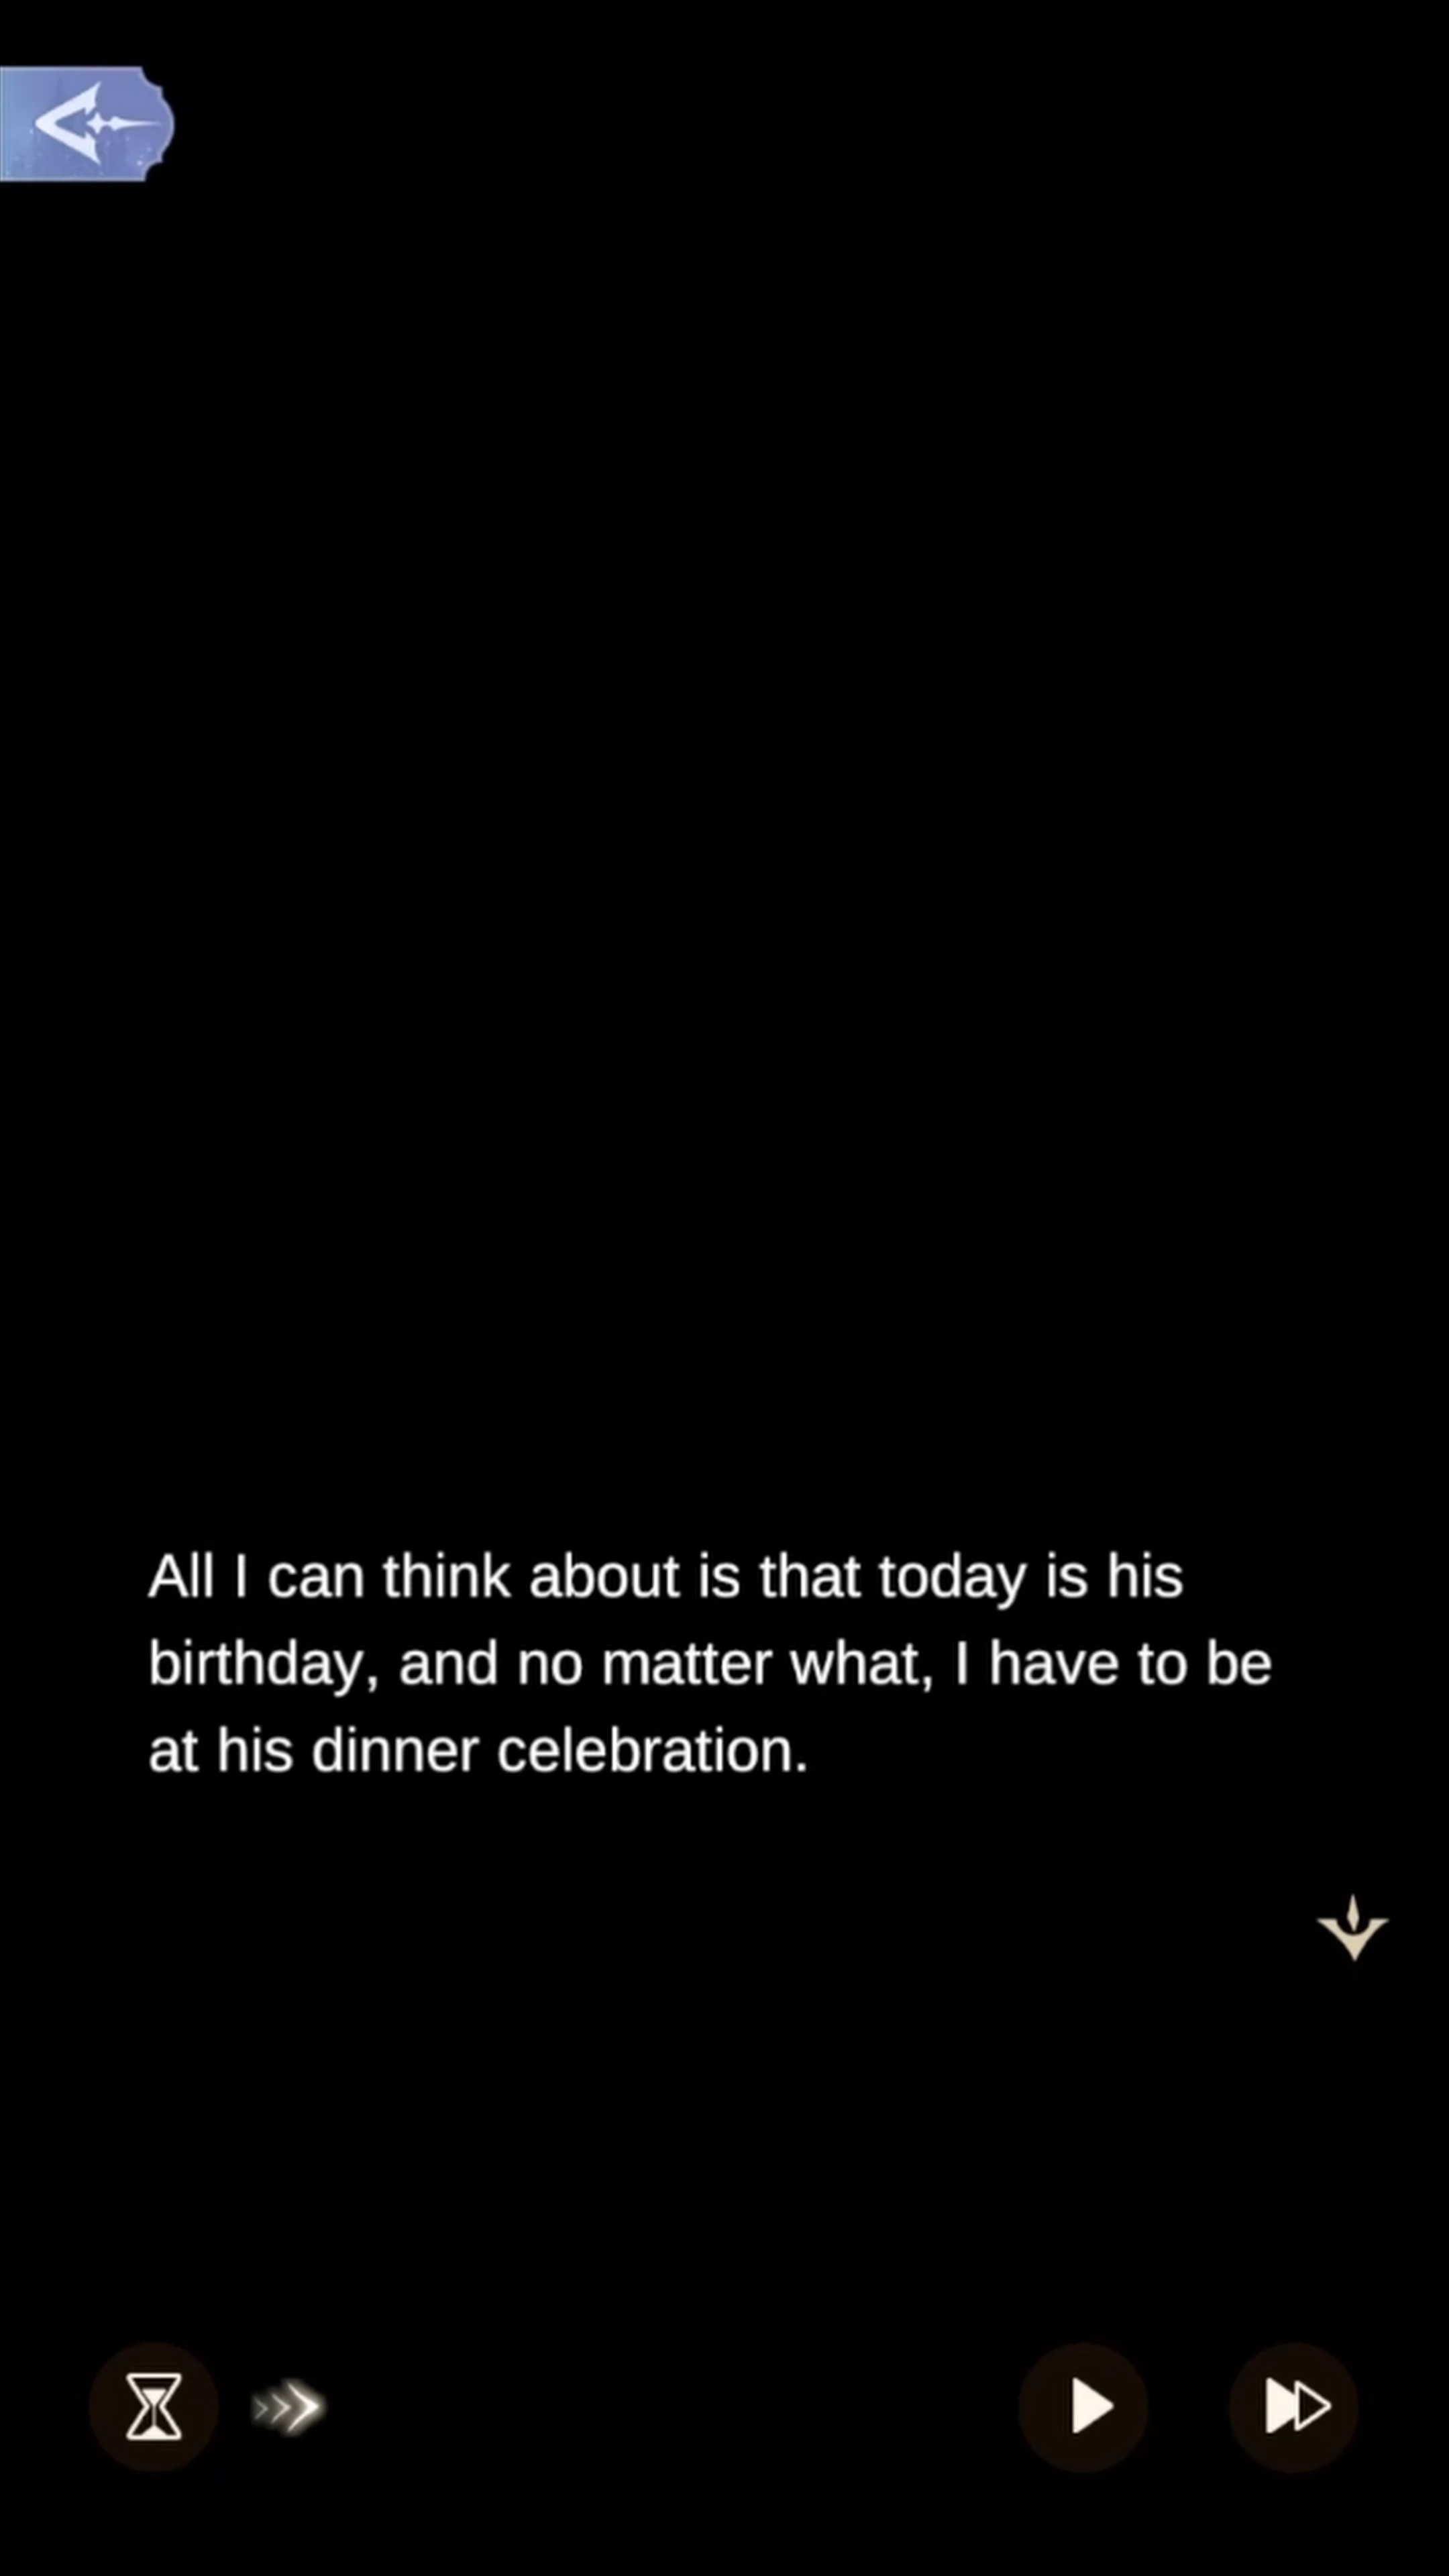 All I can think about is that today is his
birthday, and no matter what, I have to be
at his dinner celebration.